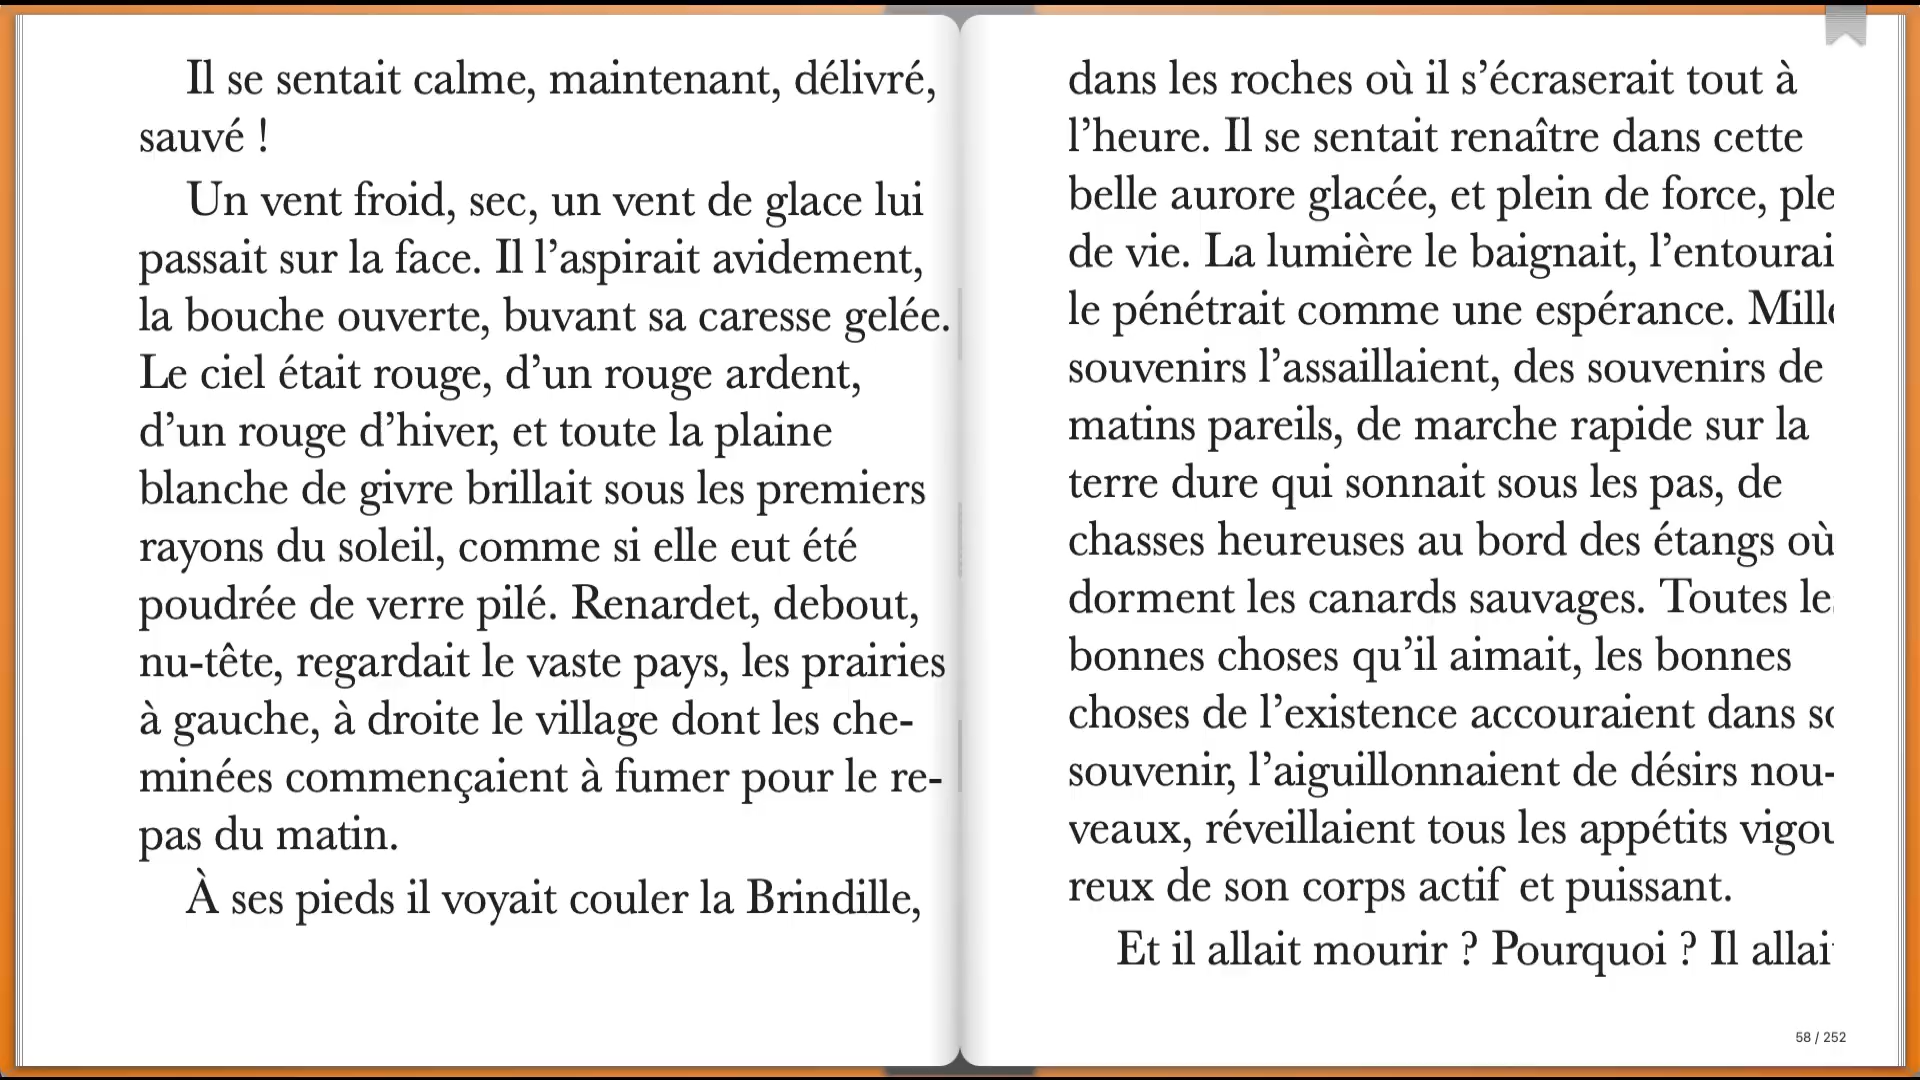 Il se sentait calme, maintenant, délivré,
sauvé !
Un vent froid, sec, un vent de glace lui
passait sur la face. Il l’aspirait avidement,
la bouche ouverte, buvant sa caresse gelée.
Le ciel était rouge, d’un rouge ardent,
d’un rouge d’hiver, et toute la plaine
blanche de givre brillait sous les premiers
rayons du soleil, comme si elle eut été
poudrée de verre pilé. Renardet, debout,
nu-tête, regardait le vaste pays, les prairies
à gauche, à droite le village dont les che-
minées commençaient à fumer pour le re-
pas du matin.
À ses pieds il voyait couler la Brindille,
dans les roches où il s’écraserait tout à
l’heure. Il se sentait renaître dans cette
belle aurore glacée, et plein de force,
de vie. La lumière le baignait,
le pénétrait comme une espérance.
souvenirs l’assaillaient, des souvenirs de
matins pareils, de marche rapide sur la
terre dure qui sonnait sous les pas, de
chasses heureuses au bord des étangs où
dorment les canards sauvages. Toutes
bonnes choses qu’il aimait, les bonnes
choses de l’existence accouraient dans
souvenir, l’aiguillonnaient de désirs nou-
veaux, réveillaient tous les appétits
reux de son corps actif et puissant.
Et il allait mourir ? Pourquoi ? Il
58 / 252